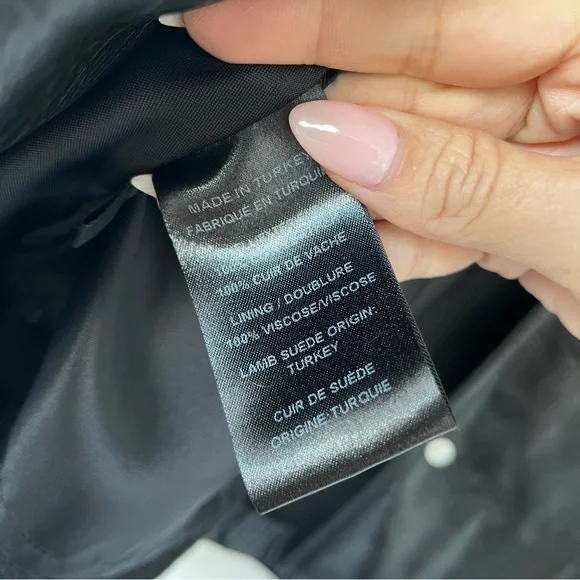 MADE IN TURKEY
FABRIQUÉ EN TURQUIE
100%
100% CUIR DE VACHE
LINING / DOUBLURE
100% VISCOSE/VISCOSE
LAMB SUEDE ORIGIN:
TURKEY
CUIR DE SUÈDE
ORIGINE:TURQUIE